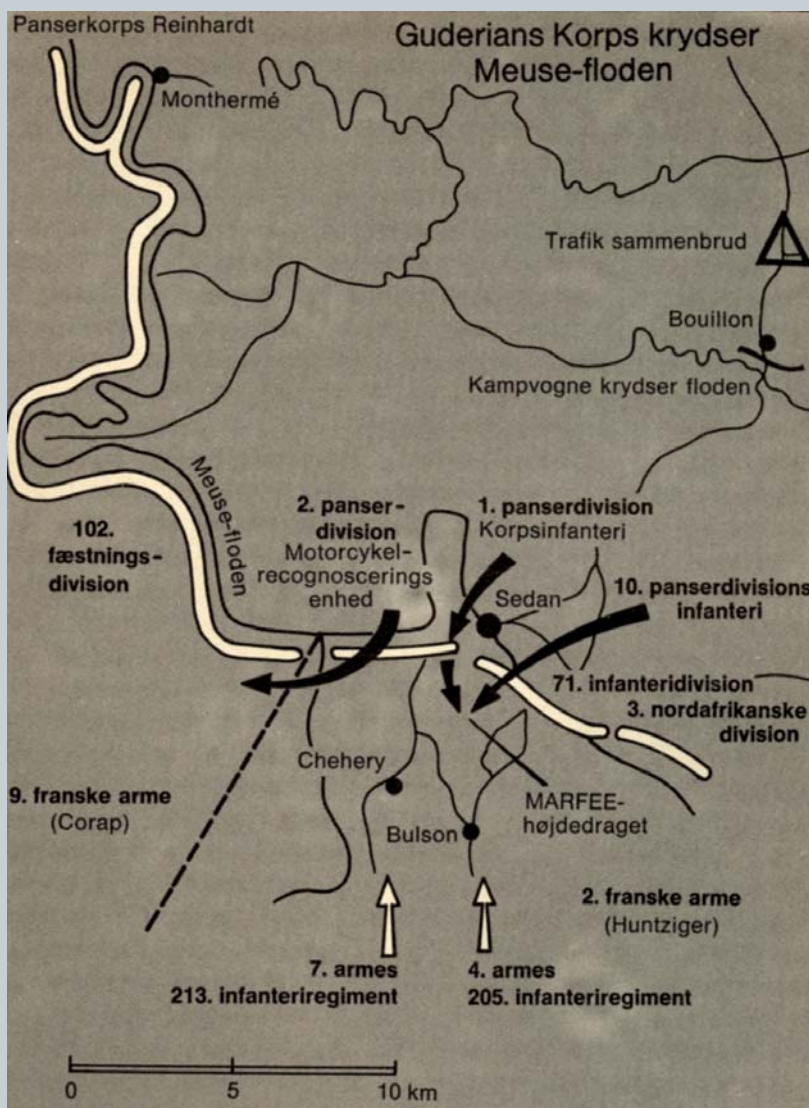 Panserkorps Reinhardt
Guderians Korps krydser
Meuse-floden
Monthermé
Trafik sammenbrud
Bouillon
Kampvogne krydser floden
Meuse-floden
102.
fæstnings-
division
2. panser-
division
Motorcykel-
recognoscerings
enhed
1. panserdivision
Korpsinfanteri
Sedan
10. panserdivisions
infanteri
71. infanteridivision
3. nordafrikanske
division
Chehery
9. franske arme
(Corap)
MARFEE-
højdedraget
Bulson
2. franske arme
(Huntziger)
7. armes
213. infanteriregiment
4. armes
205. infanteriregiment
0 5 10 km